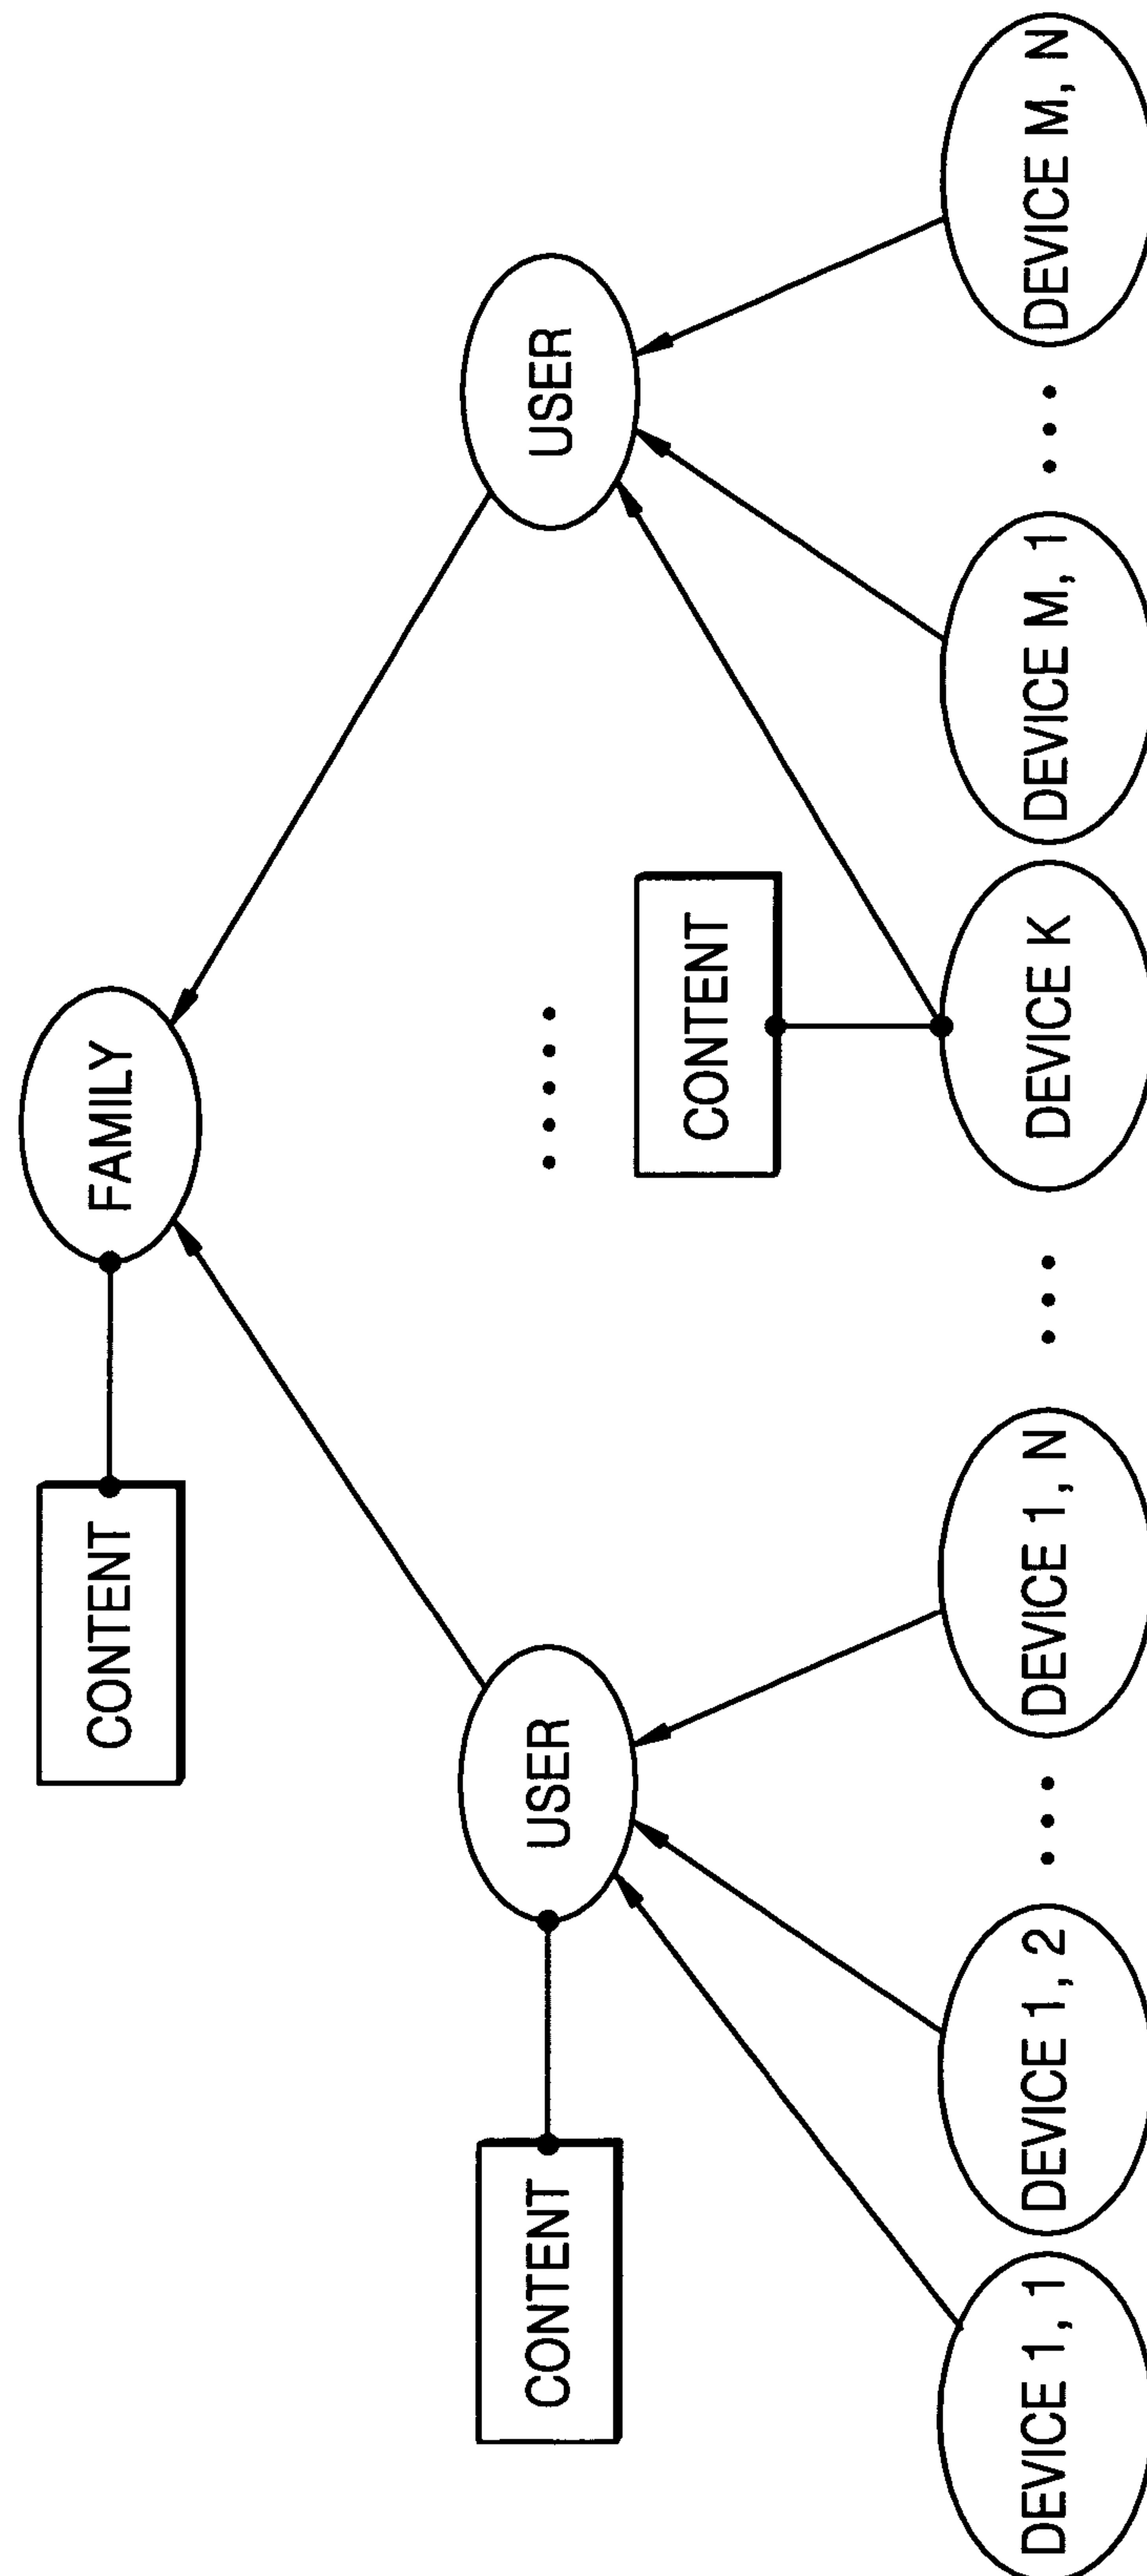 FAMILY
CONTENT
USER
USER
CONTENT
CONTENT
DEVICE 1, 1
DEVICE 1, 2
DEVICE 1, N
DEVICE K
DEVICE M, 1
DEVICE M, N